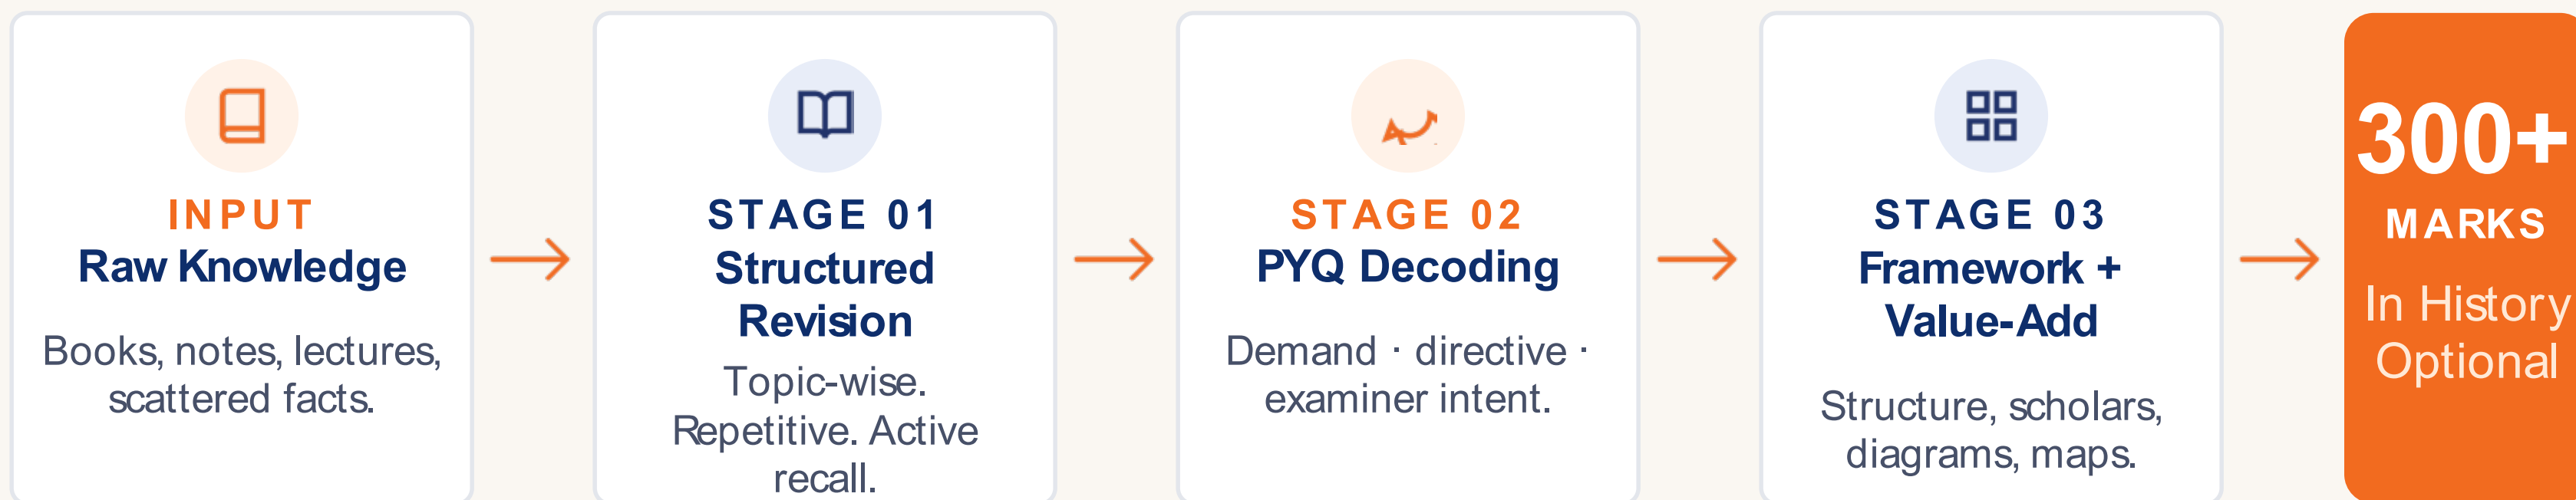 INPUT
Raw Knowledge
Books, notes, lectures,
scattered facts.
STAGE 01
Structured
Revision
Topic-wise.
Repetitive. Active
recall.
STAGE 02
PYQ Decoding
Demand · directive ·
examiner intent.
STAGE 03
Framework +
Value-Add
Structure, scholars,
diagrams, maps.
300+
MARKS
In History
Optional